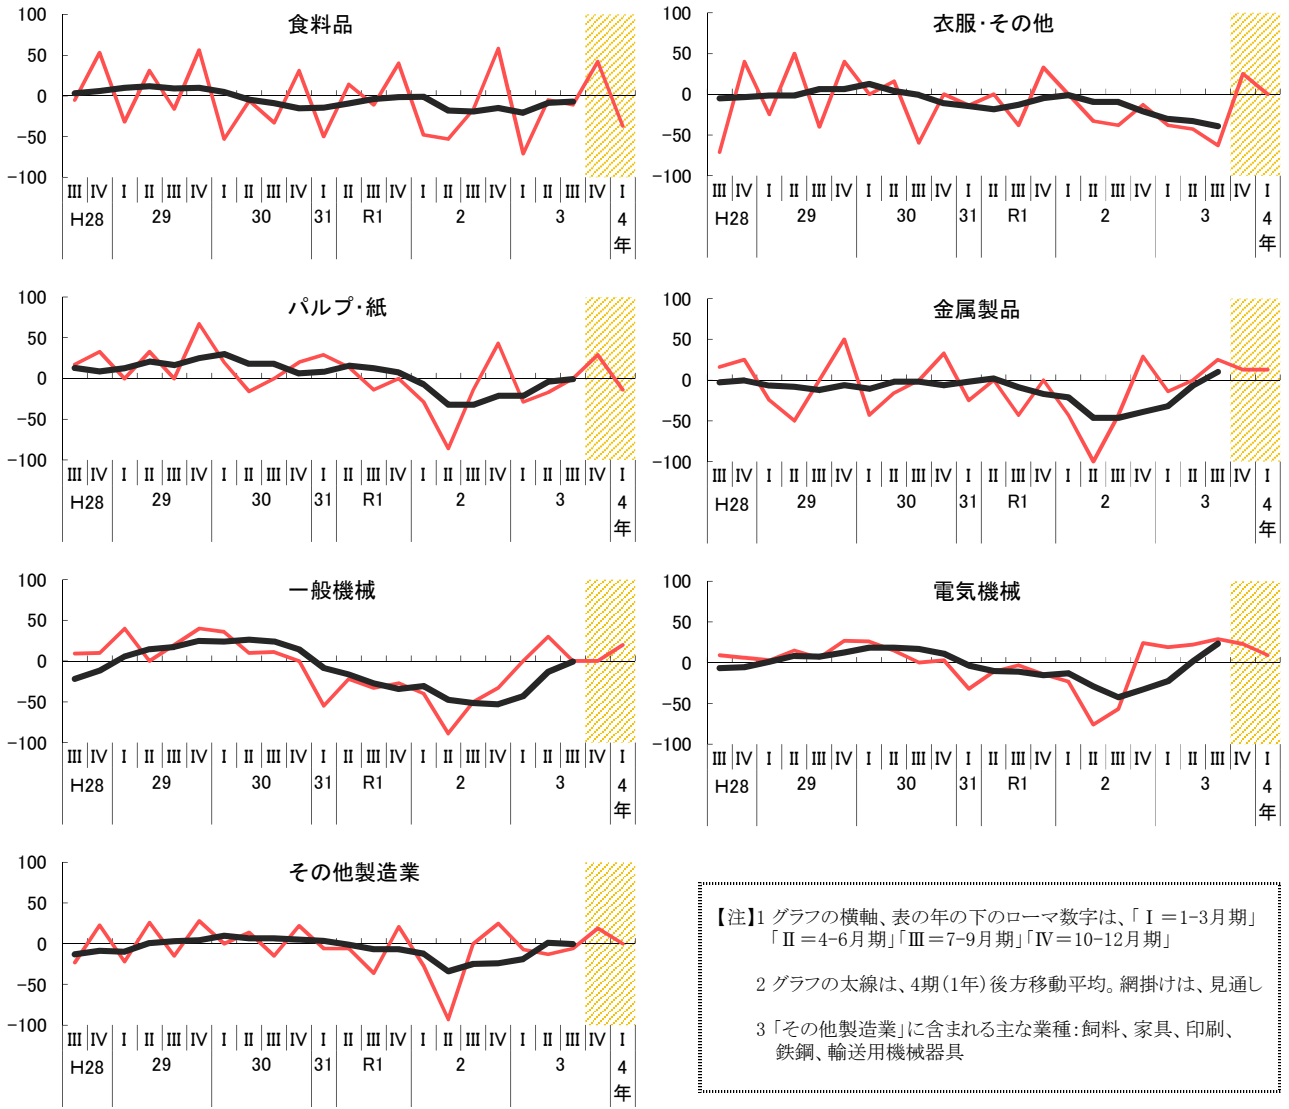 食料品
100
50
0
-50
-100
Ⅲ Ⅳ Ⅰ Ⅱ Ⅲ Ⅳ Ⅰ Ⅱ Ⅲ Ⅳ Ⅰ Ⅱ Ⅲ Ⅳ Ⅰ Ⅱ Ⅲ Ⅳ Ⅰ Ⅱ Ⅲ Ⅳ Ⅰ
H28 29 30 31 R1 2 3 4
年
衣服・その他
100
50
0
-50
-100
Ⅲ Ⅳ Ⅰ Ⅱ Ⅲ Ⅳ Ⅰ Ⅱ Ⅲ Ⅳ Ⅰ Ⅱ Ⅲ Ⅳ Ⅰ Ⅱ Ⅲ Ⅳ Ⅰ Ⅱ Ⅲ Ⅳ Ⅰ
H28 29 30 31 R1 2 3 4
年
パルプ・紙
100
50
0
-50
-100
Ⅲ Ⅳ Ⅰ Ⅱ Ⅲ Ⅳ Ⅰ Ⅱ Ⅲ Ⅳ Ⅰ Ⅱ Ⅲ Ⅳ Ⅰ Ⅱ Ⅲ Ⅳ Ⅰ Ⅱ Ⅲ Ⅳ Ⅰ
H28 29 30 31 R1 2 3 4
年
金属製品
100
50
0
-50
-100
Ⅲ Ⅳ Ⅰ Ⅱ Ⅲ Ⅳ Ⅰ Ⅱ Ⅲ Ⅳ Ⅰ Ⅱ Ⅲ Ⅳ Ⅰ Ⅱ Ⅲ Ⅳ Ⅰ Ⅱ Ⅲ Ⅳ Ⅰ
H28 29 30 31 R1 2 3 4
年
一般機械
100
50
0
-50
-100
Ⅲ Ⅳ Ⅰ Ⅱ Ⅲ Ⅳ Ⅰ Ⅱ Ⅲ Ⅳ Ⅰ Ⅱ Ⅲ Ⅳ Ⅰ Ⅱ Ⅲ Ⅳ Ⅰ Ⅱ Ⅲ Ⅳ Ⅰ
H28 29 30 31 R1 2 3 4
年
電気機械
100
50
0
-50
-100
Ⅲ Ⅳ Ⅰ Ⅱ Ⅲ Ⅳ Ⅰ Ⅱ Ⅲ Ⅳ Ⅰ Ⅱ Ⅲ Ⅳ Ⅰ Ⅱ Ⅲ Ⅳ Ⅰ Ⅱ Ⅲ Ⅳ Ⅰ
H28 29 30 31 R1 2 3 4
年
その他製造業
100
50
0
-50
-100
Ⅲ Ⅳ Ⅰ Ⅱ Ⅲ Ⅳ Ⅰ Ⅱ Ⅲ Ⅳ Ⅰ Ⅱ Ⅲ Ⅳ Ⅰ Ⅱ Ⅲ Ⅳ Ⅰ Ⅱ Ⅲ Ⅳ Ⅰ
H28 29 30 31 R1 2 3 4
年
【注】1 グラフの横軸、表の年の下のローマ数字は、「Ⅰ=1-3月期」
「Ⅱ=4-6月期」「Ⅲ=7-9月期」「Ⅳ=10-12月期」
2 グラフの太線は、4期(1年)後方移動平均。網掛けは、見通し
3 「その他製造業」に含まれる主な業種:飼料、家具、印刷、
鉄鋼、輸送用機械器具